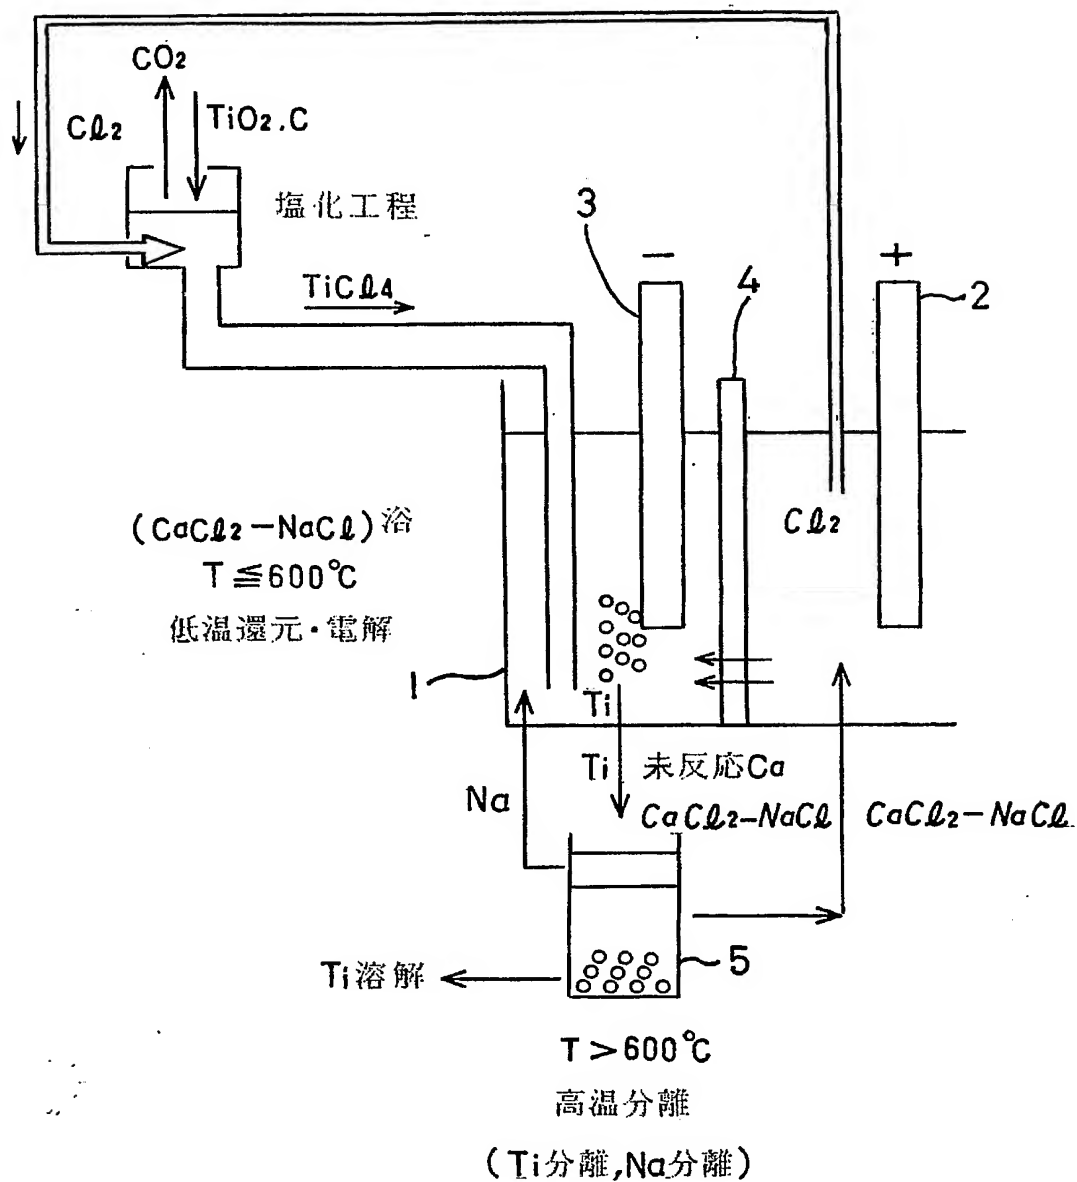 CO2
Cl2
TiO2.C
塩化工程
TiCl4
3
−
4
+
2
(CaCl2−NaCl)浴
T≦600℃
低温還元・電解
Cl2
1
Ti
Ti
未反応Ca
Na
CaCl2−NaCl
CaCl2−NaCl
Ti溶解
5
T>600℃
高温分離
(Ti分離,Na分離)